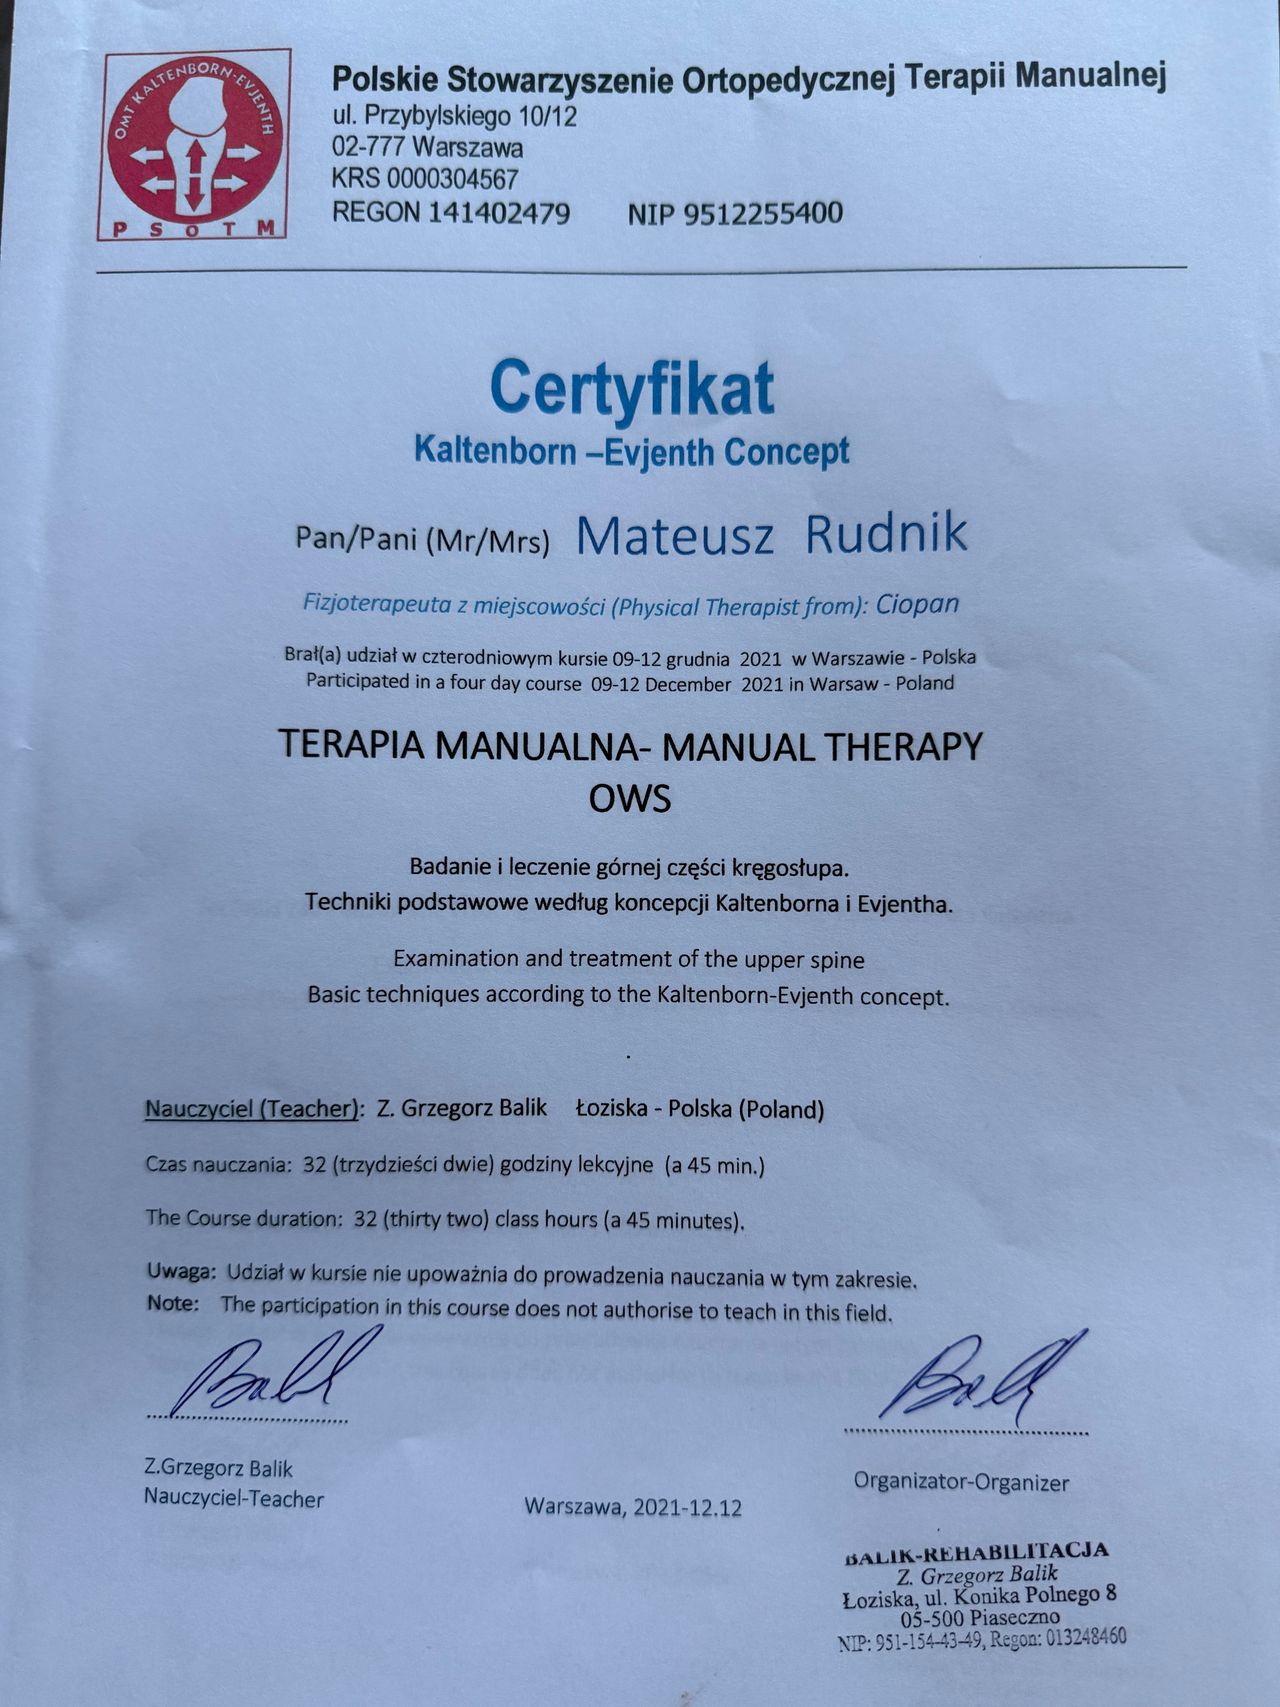 OMT KALTENBORN-EVJENTH
P S O T M
Polskie Stowarzyszenie Ortopedycznej Terapii Manualnej
ul. Przybylskiego 10/12
02-777 Warszawa
KRS 0000304567
REGON 141402479 NIP 9512255400
Certyfikat
Kaltenborn –Evjenth Concept
Pan/Pani (Mr/Mrs) Mateusz Rudnik
Fizjoterapeuta z miejscowości (Physical Therapist from): Ciopan
Brał(a) udział w czterodniowym kursie 09-12 grudnia 2021 w Warszawie - Polska
Participated in a four day course 09-12 December 2021 in Warsaw - Poland
TERAPIA MANUALNA- MANUAL THERAPY
OWS
Badanie i leczenie górnej części kręgosłupa.
Techniki podstawowe według koncepcji Kaltenborna i Evjentha.
Examination and treatment of the upper spine
Basic techniques according to the Kaltenborn-Evjenth concept.
.
Nauczyciel (Teacher): Z. Grzegorz Balik Łoziska - Polska (Poland)
Czas nauczania: 32 (trzydzieści dwie) godziny lekcyjne (a 45 min.)
The Course duration: 32 (thirty two) class hours (a 45 minutes).
Uwaga: Udział w kursie nie upoważnia do prowadzenia nauczania w tym zakresie.
Note: The participation in this course does not authorise to teach in this field.
Z.Grzegorz Balik
Nauczyciel-Teacher
Warszawa, 2021-12.12
Organizator-Organizer
BALIK-REHABILITACJA
Z. Grzegorz Balik
Łoziska, ul. Konika Polnego 8
05-500 Piaseczno
NIP: 951-154-43-49, Regon: 013248460